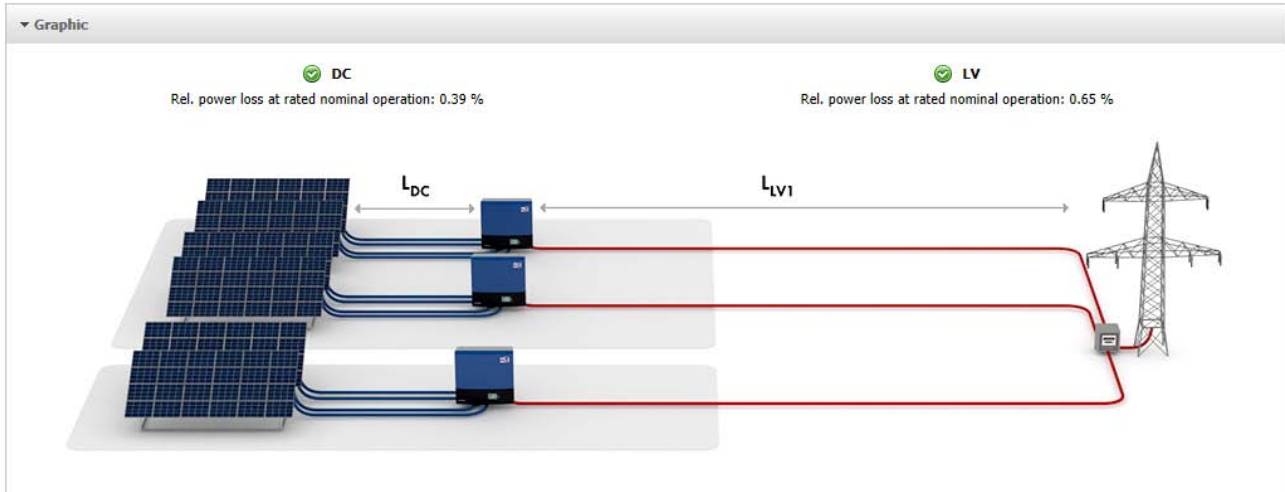 Graphic
DC
Rel. power loss at rated nominal operation: 0.39 %
LV
Rel. power loss at rated nominal operation: 0.65 %
LDC
LLV1